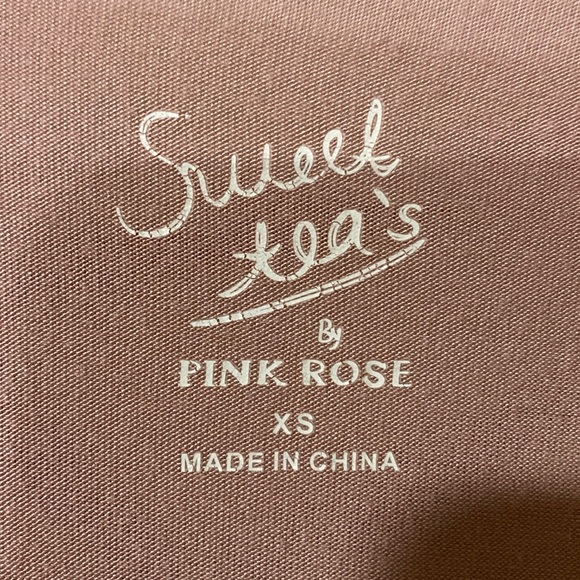 Sweet
tea's
By
PINK ROSE
XS
MADE IN CHINA